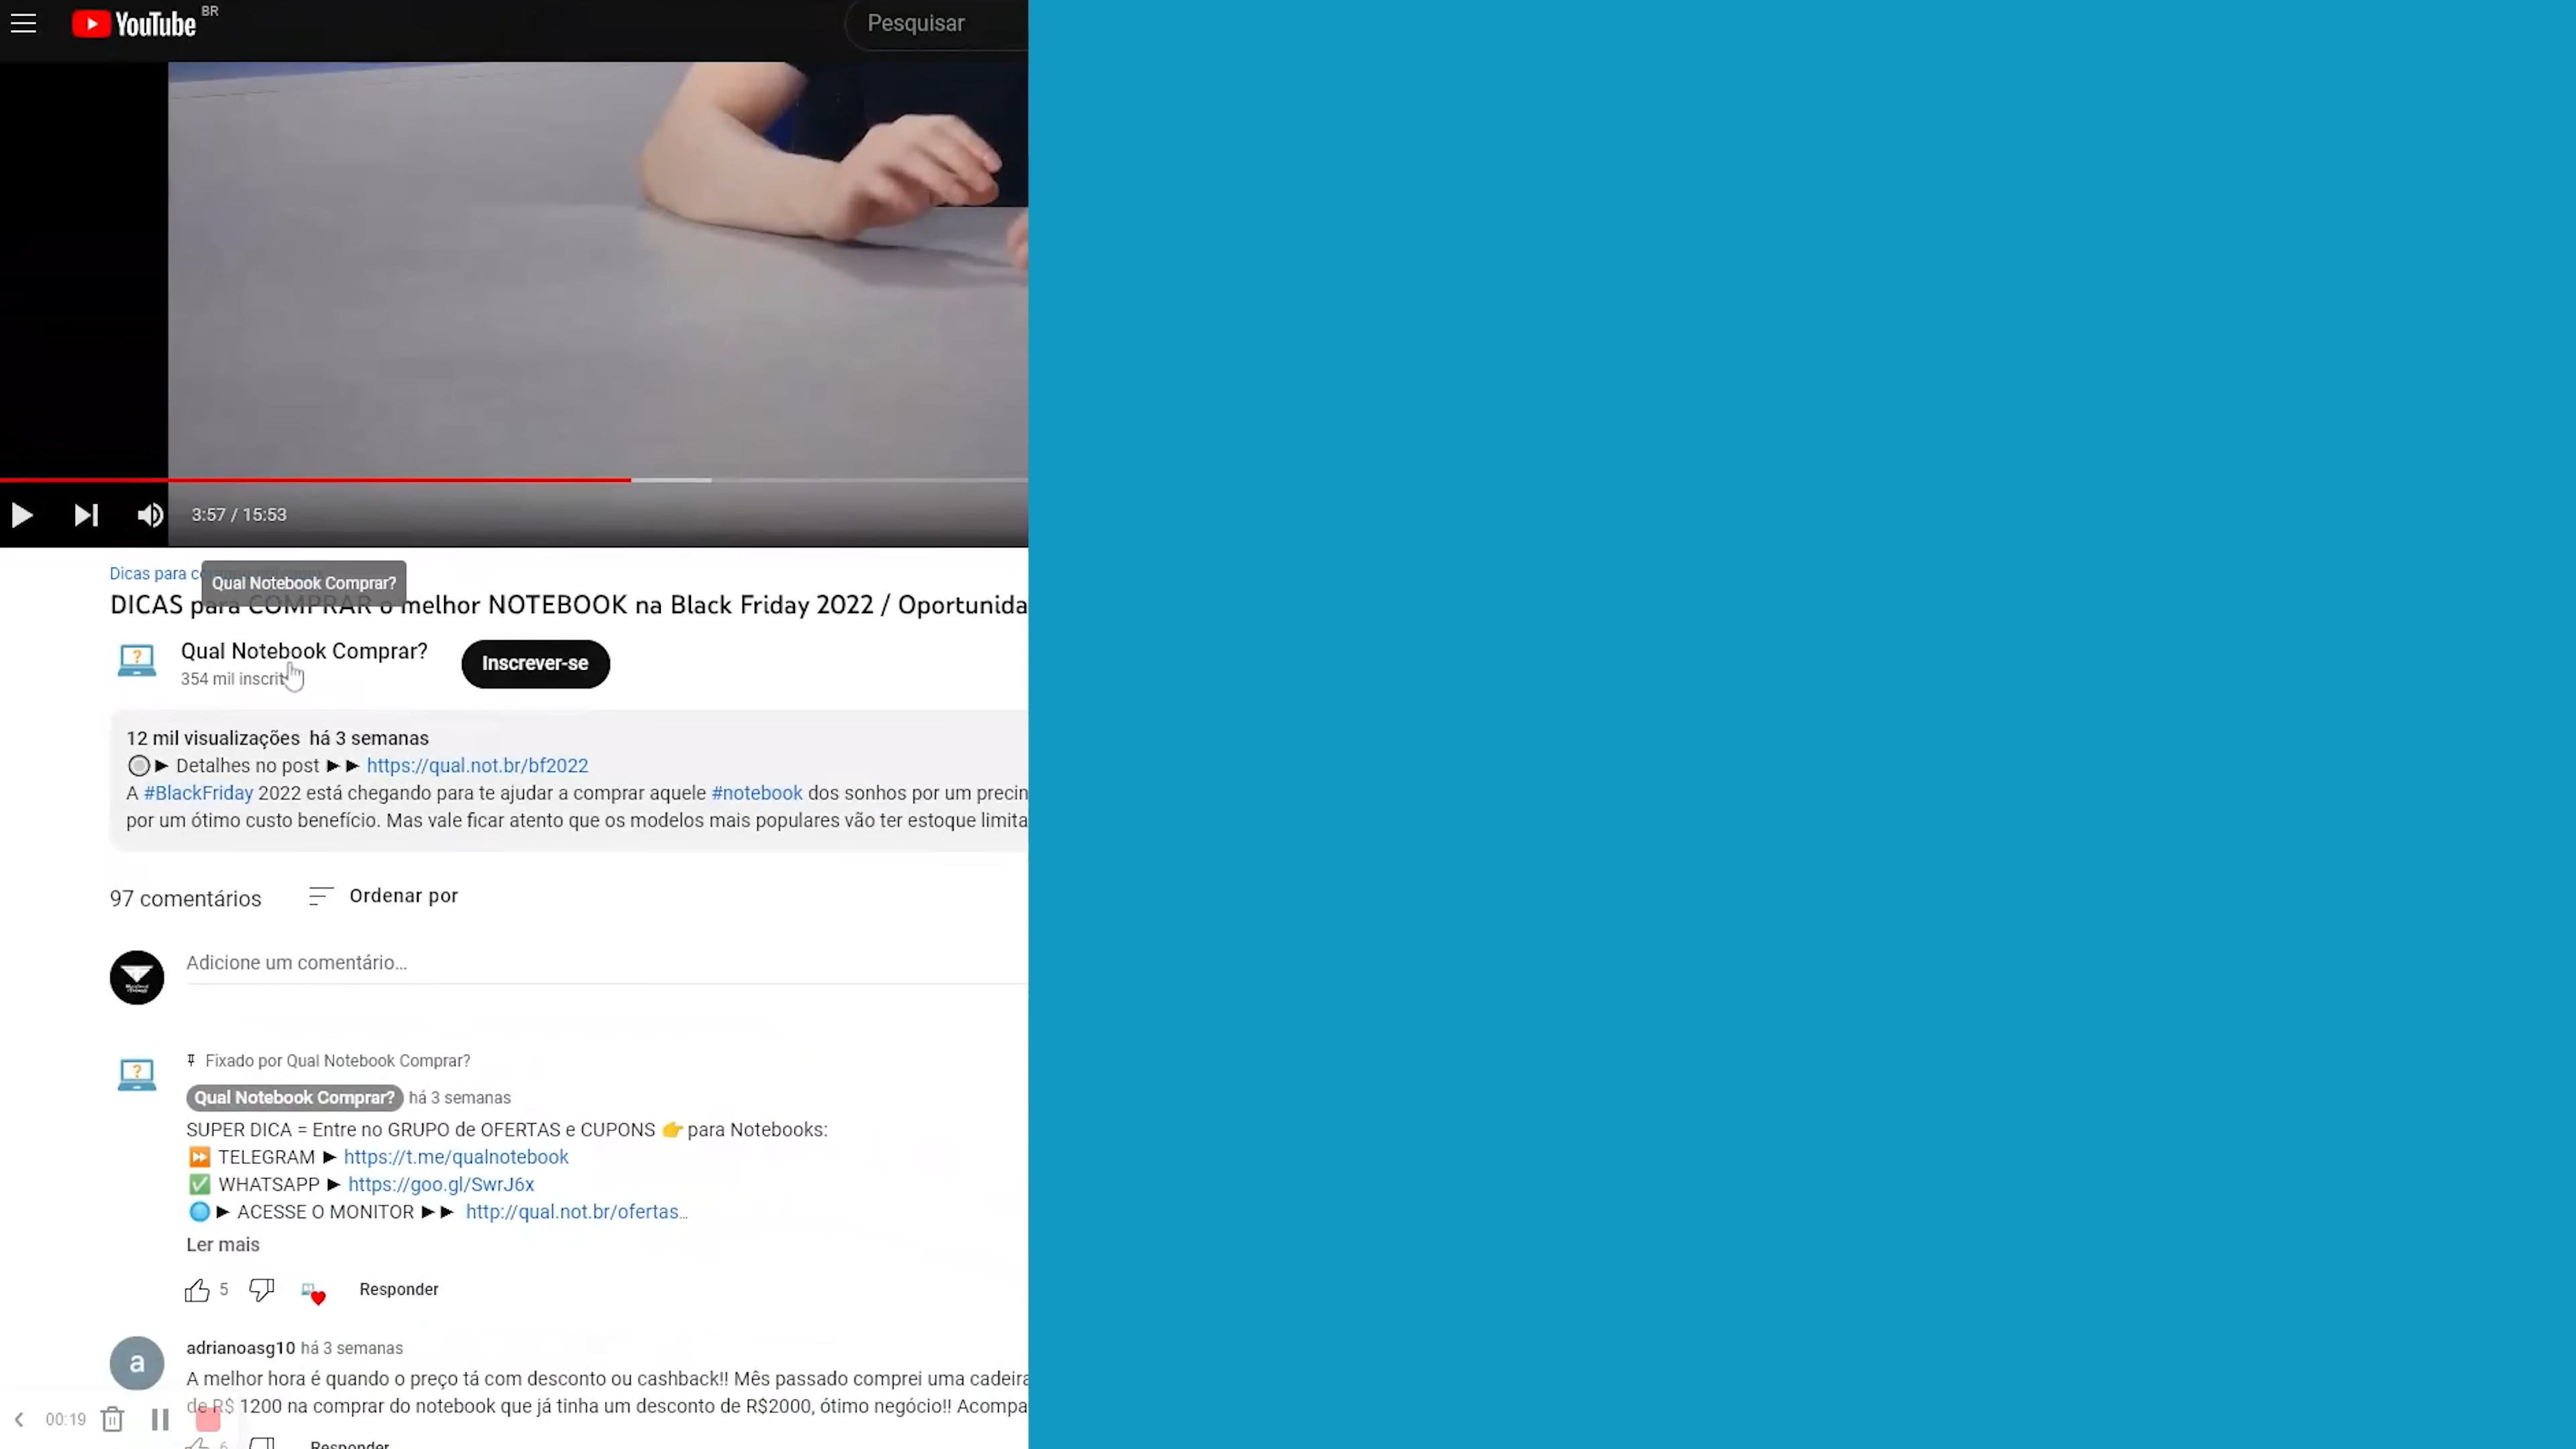 YouTube BR
Pesquisar
3:57 / 15:53
Dicas para
Qual Notebook Comprar?
DICAS para COMPRAR o melhor NOTEBOOK na Black Friday 2022 / Oportunida
Qual Notebook Comprar?
354 mil inscrit
Inscrever-se
12 mil visualizações há 3 semanas
Detalhes no post ►► https://qual.not.br/bf2022
A #BlackFriday 2022 está chegando para te ajudar a comprar aquele #notebook dos sonhos por um precin
por um ótimo custo benefício. Mas vale ficar atento que os modelos mais populares vão ter estoque limita
97 comentários
Ordenar por
Adicione um comentário...
Fixado por Qual Notebook Comprar?
Qual Notebook Comprar? há 3 semanas
SUPER DICA = Entre no GRUPO de OFERTAS e CUPONS 👉 para Notebooks:
⏩ TELEGRAM ► https://t.me/qualnotebook
✅ WHATSAPP ► https://goo.gl/SwrJ6x
🔵► ACESSE O MONITOR ►► http://qual.not.br/ofertas...
Ler mais
5
Responder
a
adrianoasg10 há 3 semanas
A melhor hora é quando o preço tá com desconto ou cashback!! Mês passado comprei uma cadeira
de R$ 1200 na comprar do notebook que já tinha um desconto de R$2000, ótimo negócio!! Acompa
00:19
6
Responder